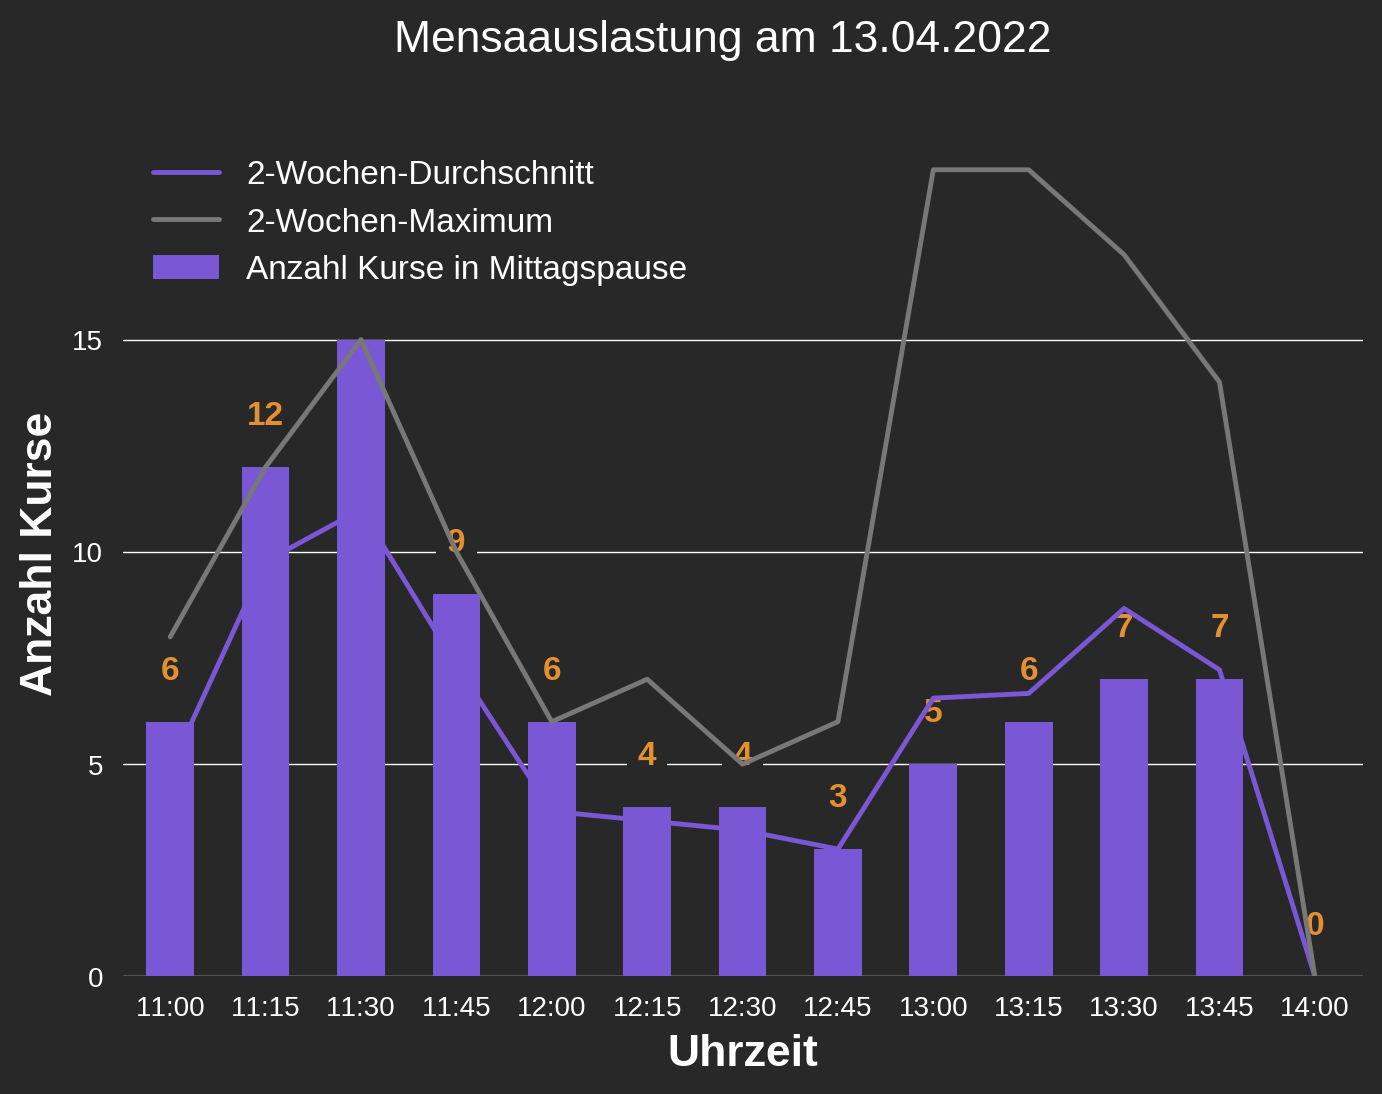 Mensaauslastung am 13.04.2022
2-Wochen-Durchschnitt
2-Wochen-Maximum
Anzahl Kurse in Mittagspause
Anzahl Kurse
15
10
5
0
6
12
9
6
4
4
3
5
6
7
7
0
11:00 11:15 11:30 11:45 12:00 12:15 12:30 12:45 13:00 13:15 13:30 13:45 14:00
Uhrzeit